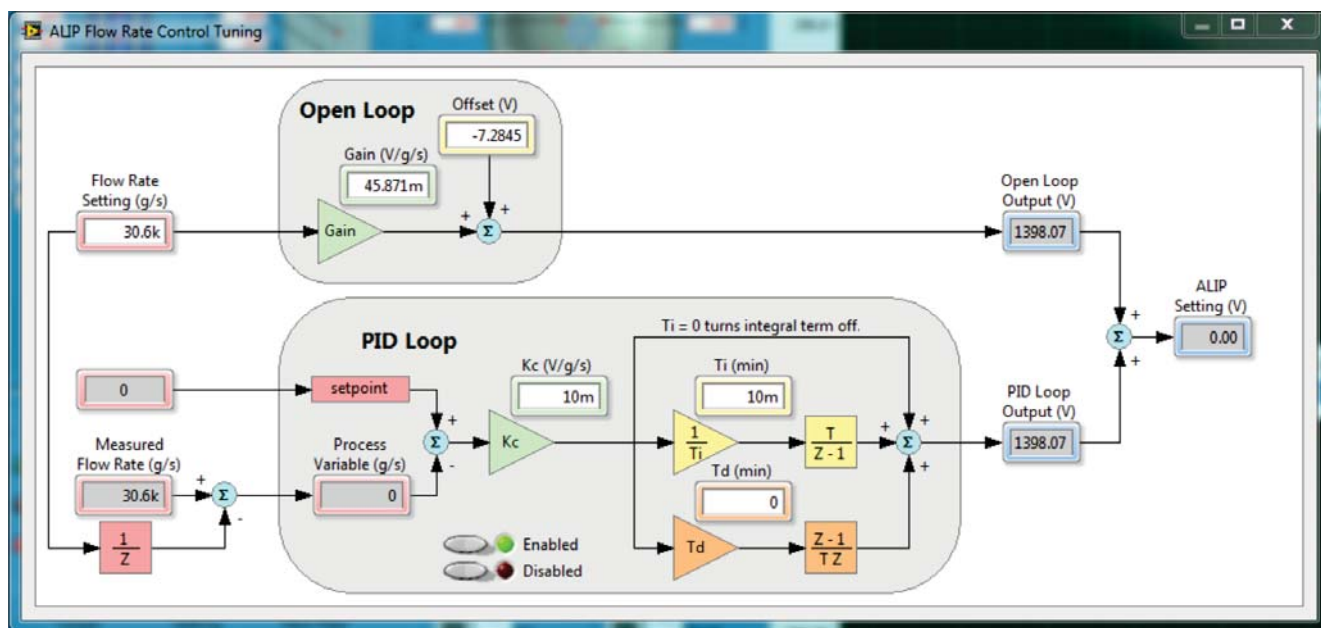 ALIP Flow Rate Control Tuning
Open Loop
Offset (V)
-7.2845
Gain (V/g/s)
45.871m
Flow Rate
Setting (g/s)
30.6k
Gain
+
+
Σ
Open Loop
Output (V)
1398.07
ALIP
Setting (V)
0.00
+
+
Σ
PID Loop
Ti = 0 turns integral term off.
Kc (V/g/s)
10m
Ti (min)
10m
0
setpoint
+
-
Σ
Kc
1
Ti
T
Z - 1
+
+
+
Σ
PID Loop
Output (V)
1398.07
Measured
Flow Rate (g/s)
30.6k
+
-
Σ
Process
Variable (g/s)
0
Td (min)
0
1
Z
Td
Z - 1
T Z
Enabled
Disabled